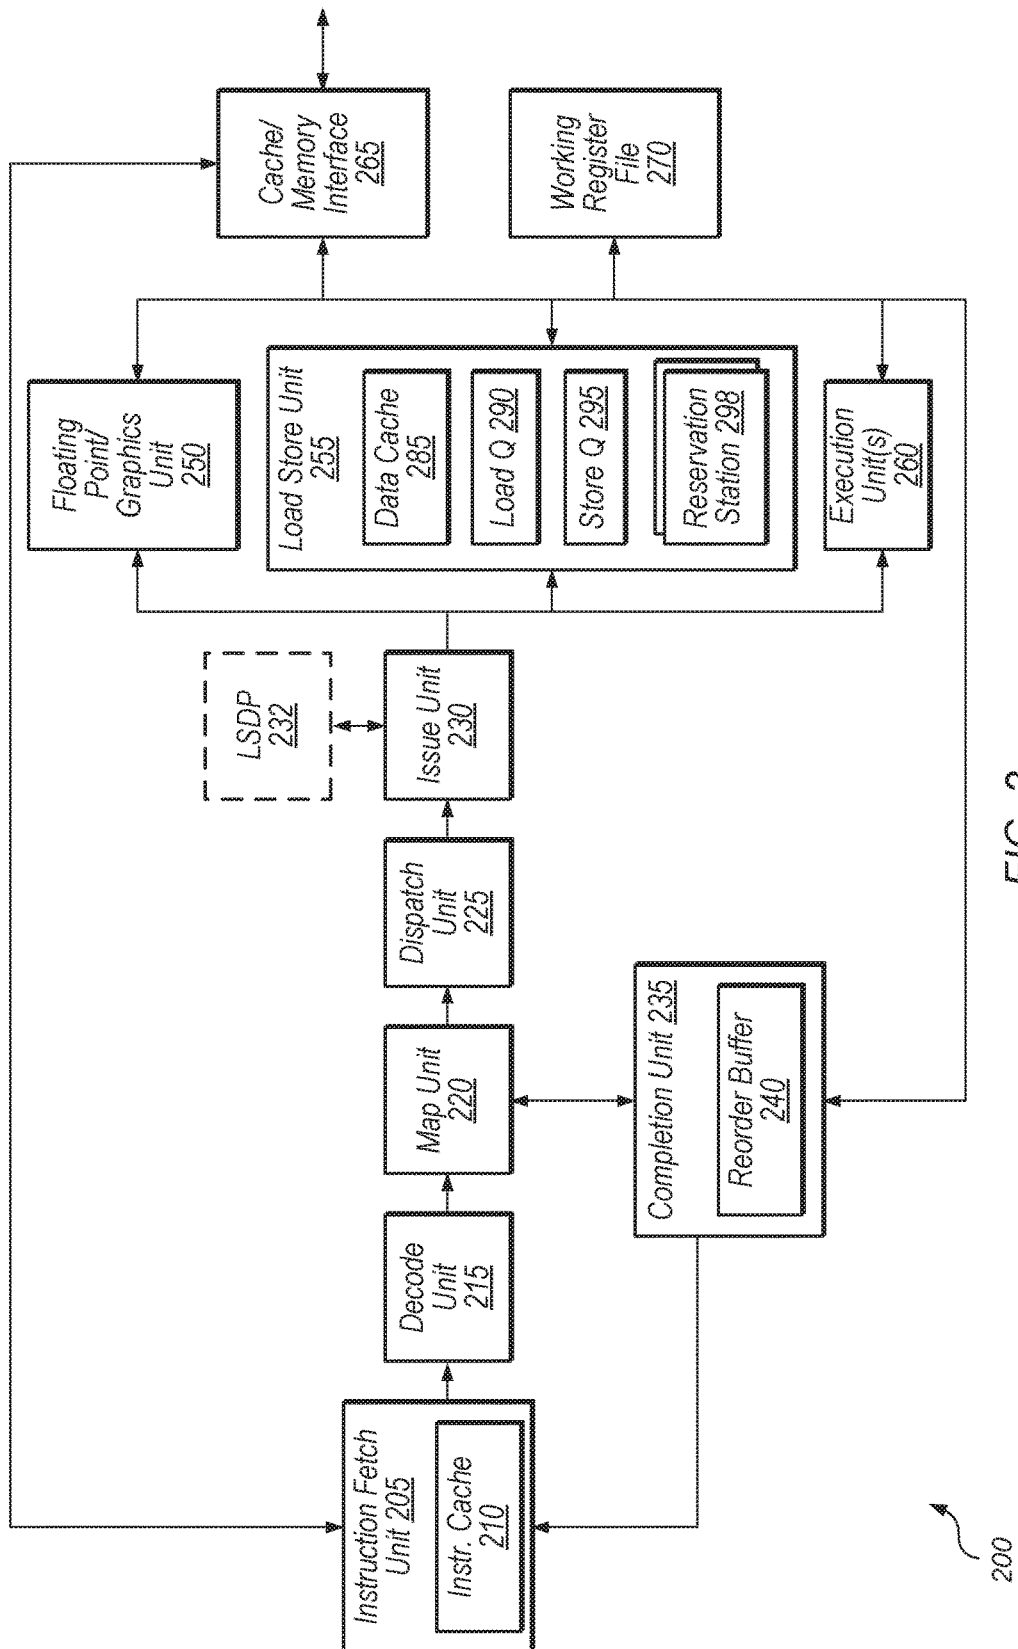 Instruction Fetch
Unit 205
Instr. Cache
210
Decode
Unit
215
Map Unit
220
Dispatch
Unit
225
LSDP
232
Issue Unit
230
Completion Unit 235
Reorder Buffer
240
Floating
Point/
Graphics
Unit
250
Load Store Unit
255
Data Cache
285
Load Q 290
Store Q 295
Reservation
Station 298
Execution
Unit(s)
260
Cache/
Memory
Interface
265
Working
Register
File
270
200